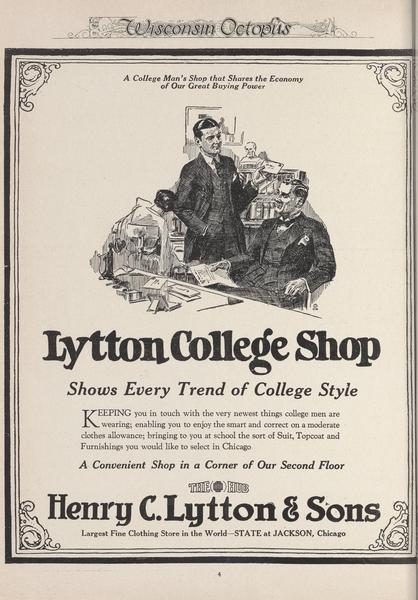 Wisconsin Octopus
A College Man's Shop that Shares the Economy
of Our Great Buying Power
Lytton College Shop
Shows Every Trend of College Style
KEEPING you in touch with the very newest things college men are
wearing; enabling you to enjoy the smart and correct on a moderate
clothes allowance; bringing to you at school the sort of Suit, Topcoat and
Furnishings you would like to select in Chicago
A Convenient Shop in a Corner of Our Second Floor
THE HUB
Henry C. Lytton & Sons
Largest Fine Clothing Store in the World—STATE at JACKSON, Chicago
4